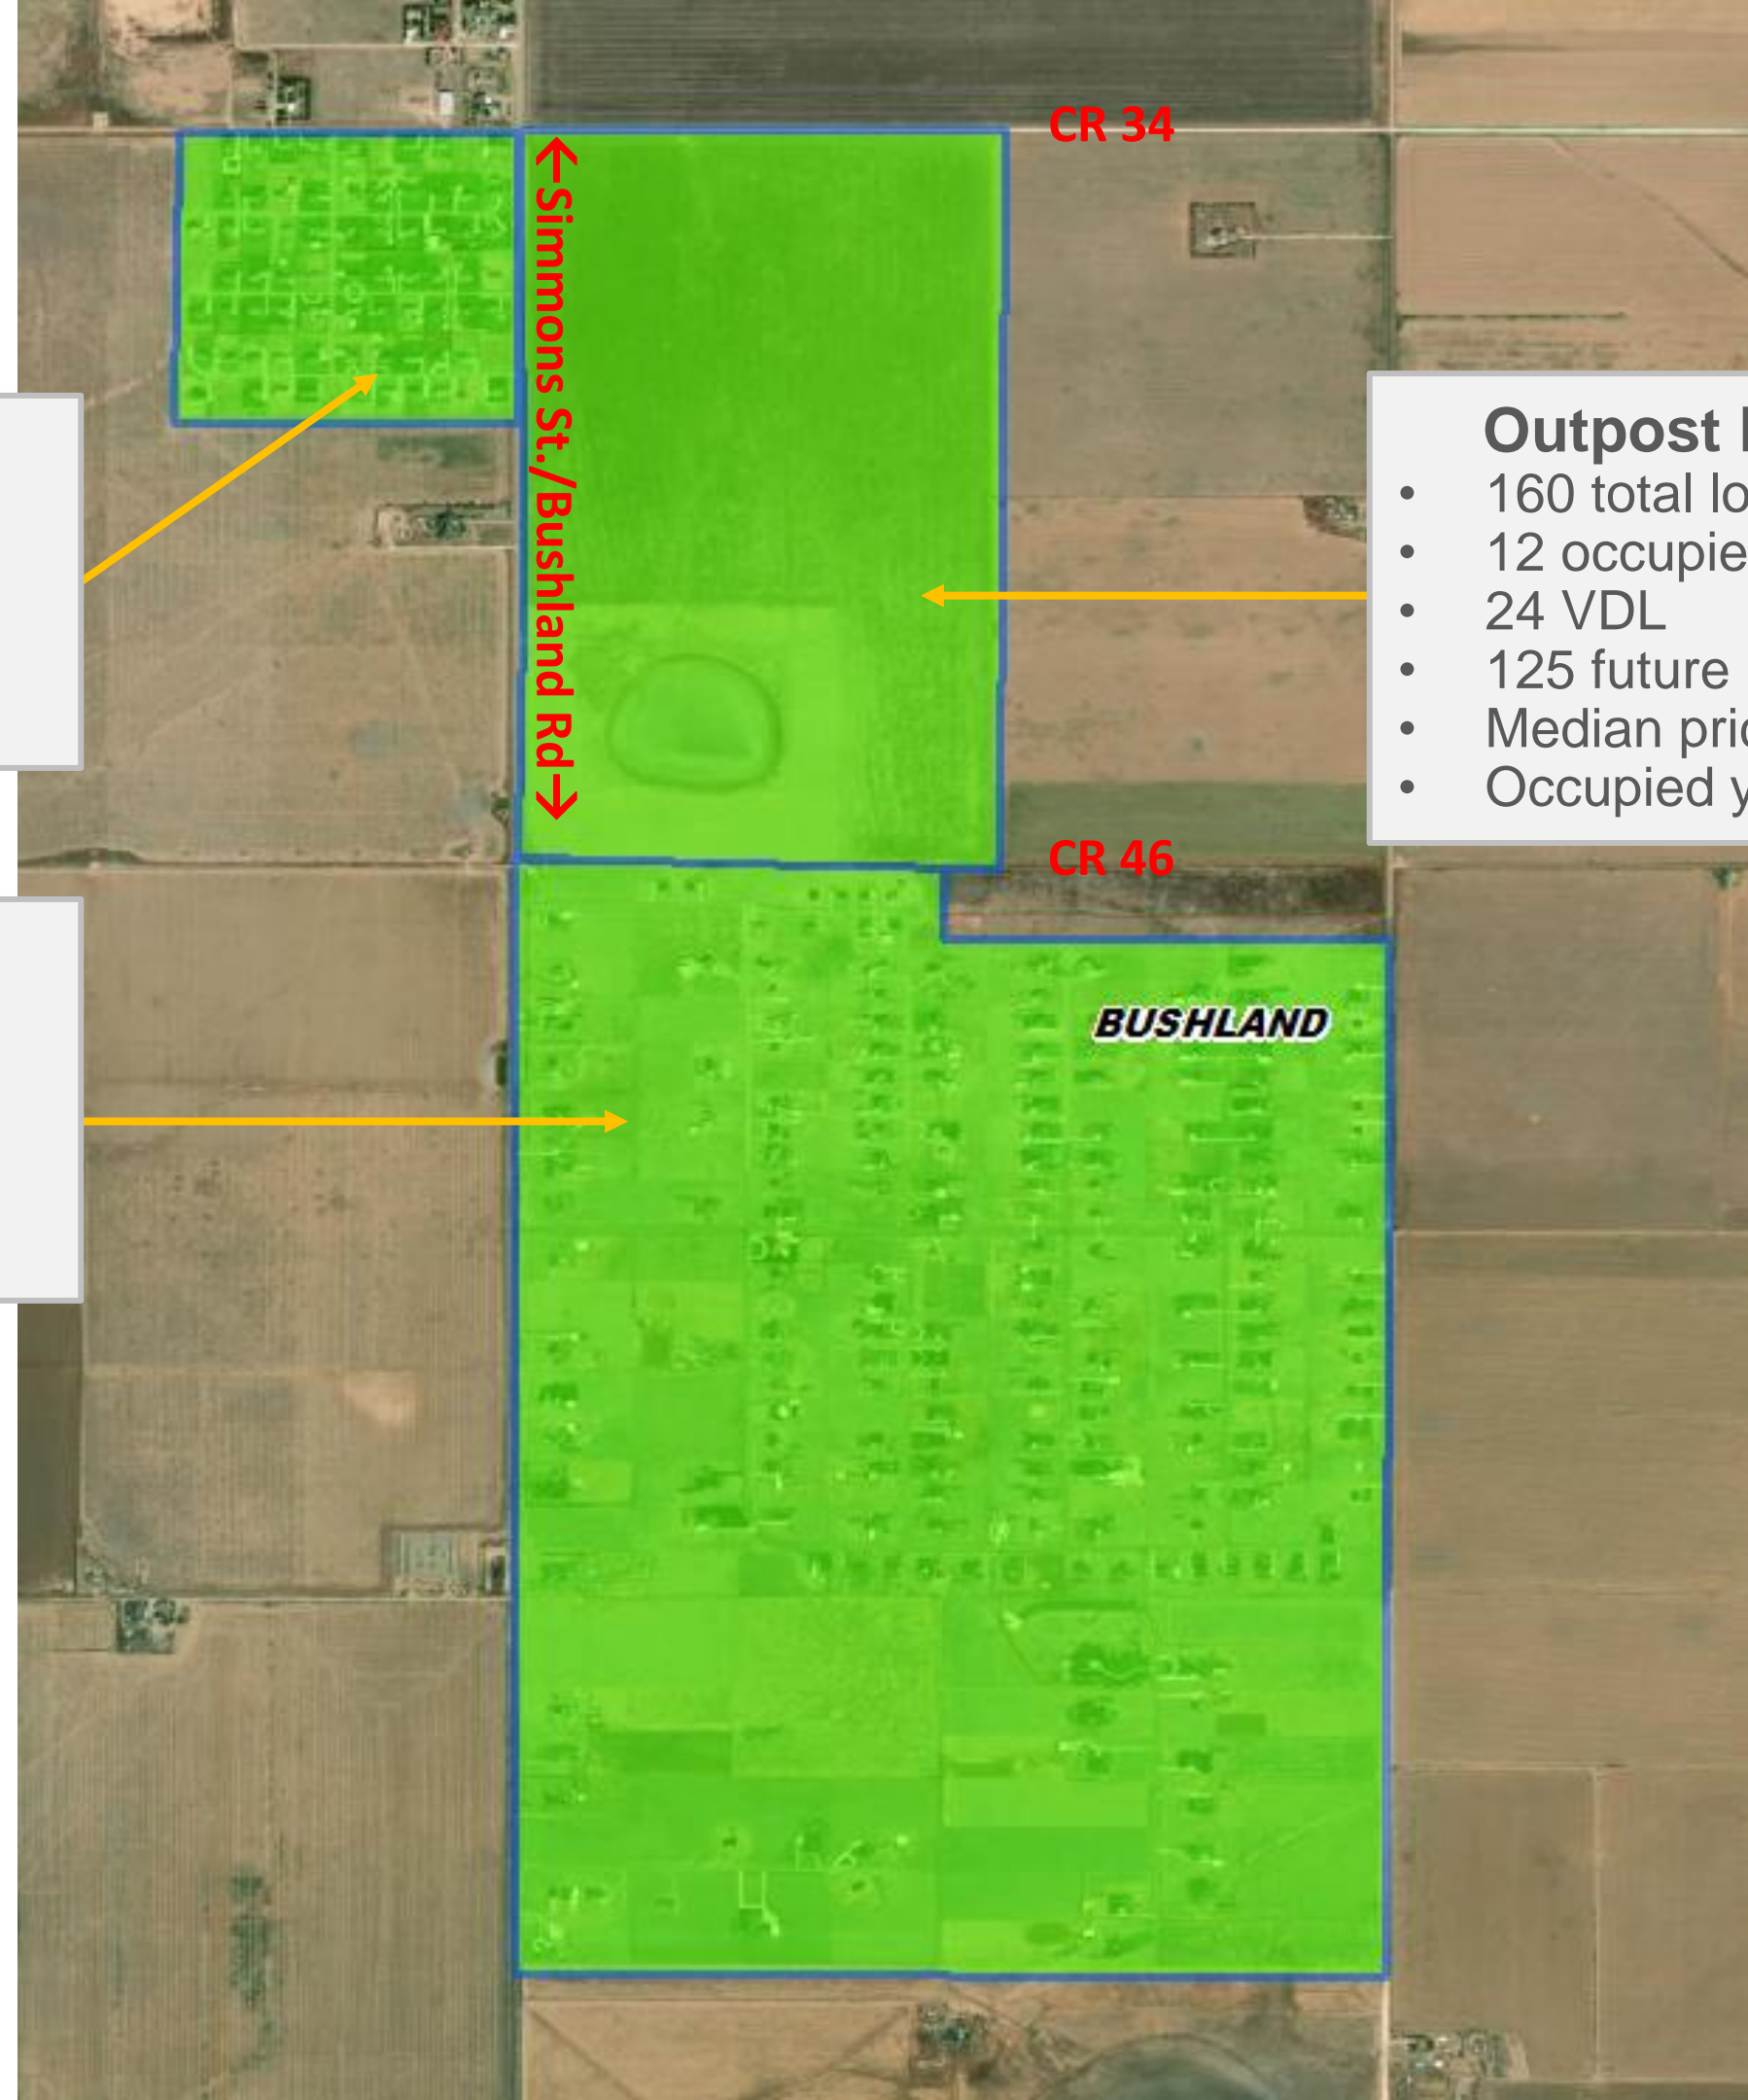 CR 34
←Simmons St./Bushland Rd→
Outpost
• 160 total
• 12
• 24 VDL
• 125 future
• Median
• Occupied
CR 46
BUSHLAND